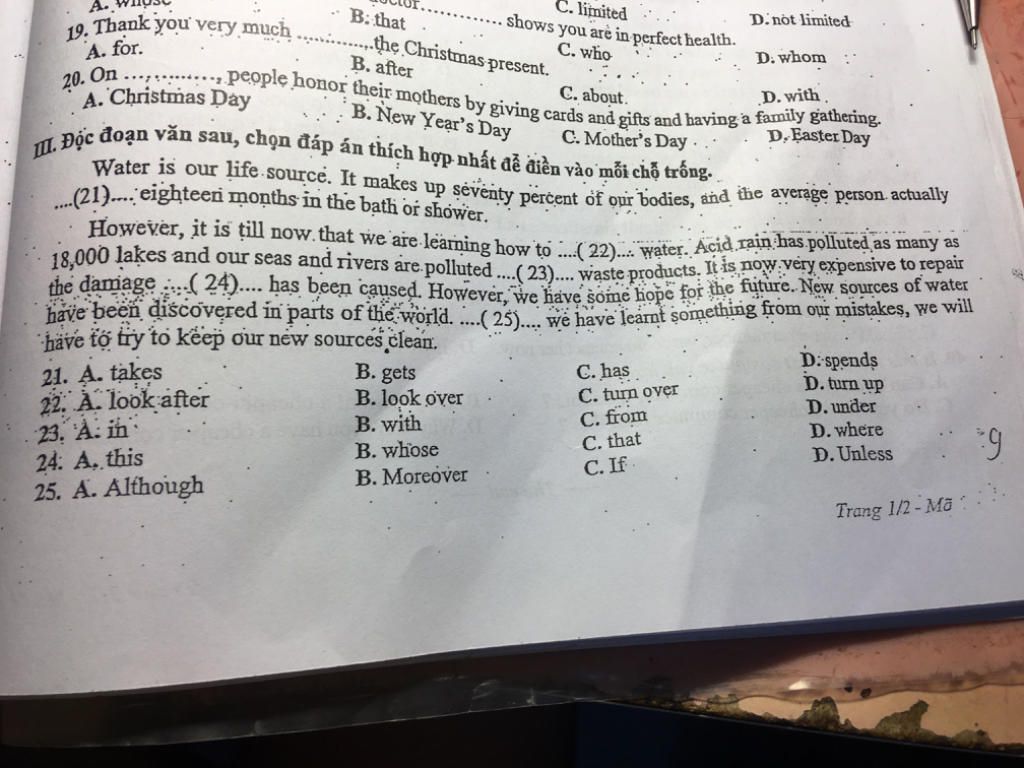 A. Whose
C. limited
D. not limited
shows you are in perfect health.
B. that
C. who
D. whom
19. Thank you very much ............. the Christmas present.
A. for.
B. after
C. about.
D. with.
20. On .............., people honor their mothers by giving cards and gifts and having a family gathering.
A. Christmas Day
B. New Year's Day
C. Mother's Day
D. Easter Day
III. Đọc đoạn văn sau, chọn đáp án thích hợp nhất để điền vào mỗi chỗ trống.
Water is our life source. It makes up seventy percent of our bodies, and the average person actually
....(21).... eighteen months in the bath or shower.
However, it is till now that we are learning how to ....( 22).... water. Acid rain has polluted as many as
18,000 lakes and our seas and rivers are polluted ....( 23).... waste products. It is now very expensive to repair
the damage ....( 24).... has been caused. However, we have some hope for the future. New sources of water
have been discovered in parts of the world. ....( 25).... we have learnt something from our mistakes, we will
have to try to keep our new sources clean.
21. A. takes B. gets C. has D. spends
22. A. look after B. look over C. turn over D. turn up
23. A. in B. with C. from D. under
24. A. this B. whose C. that D. where
25. A. Although B. Moreover C. If D. Unless
g
Trang 1/2 - Mã